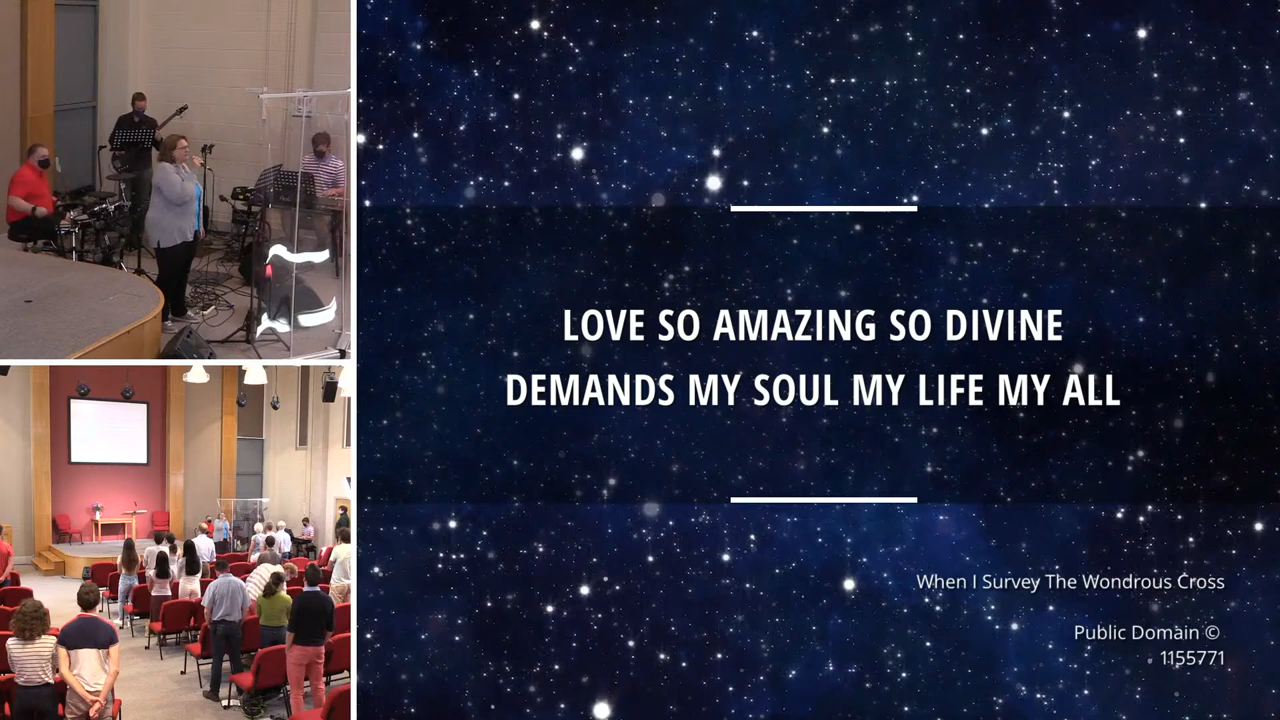 LOVE SO AMAZING SO DIVINE
DEMANDS MY SOUL MY LIFE MY ALL
When I Survey The Wondrous Cross
Public Domain ©
1155771